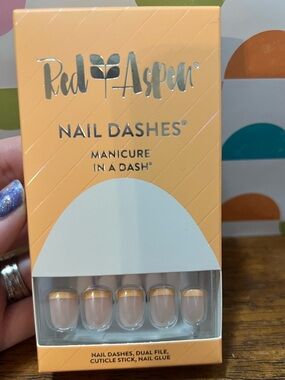 Red Aspen®
NAIL DASHES®
MANICURE
IN A DASH®
NAIL DASHES, DUAL FILE,
CUTICLE STICK, NAIL GLUE